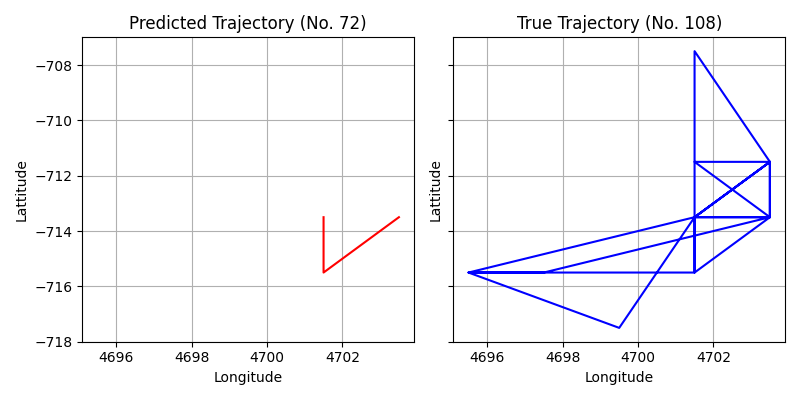 Predicted Trajectory (No. 72)
True Trajectory (No. 108)
Lattitude
−708
−710
−712
−714
−716
−718
4696
4698
4700
4702
Longitude
Lattitude
4696
4698
4700
4702
Longitude